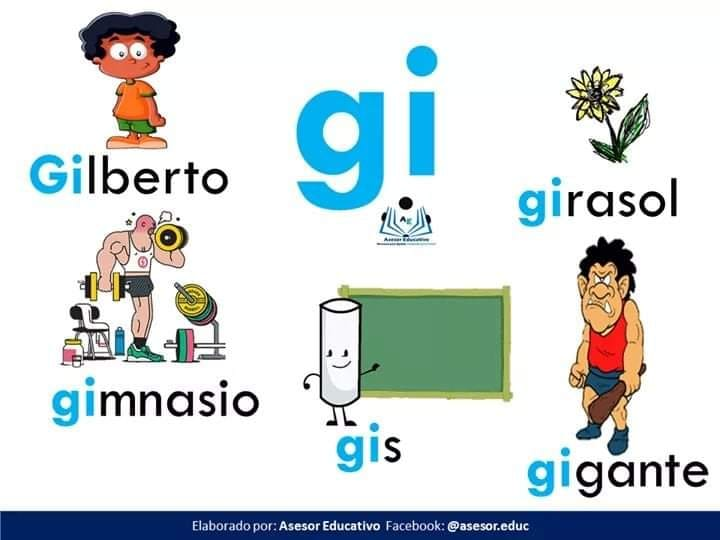 gi
Gilberto
girasol
Asesor Educativo
gimnasio
gis
gigante
Elaborado por: Asesor Educativo Facebook: @asesor.educ